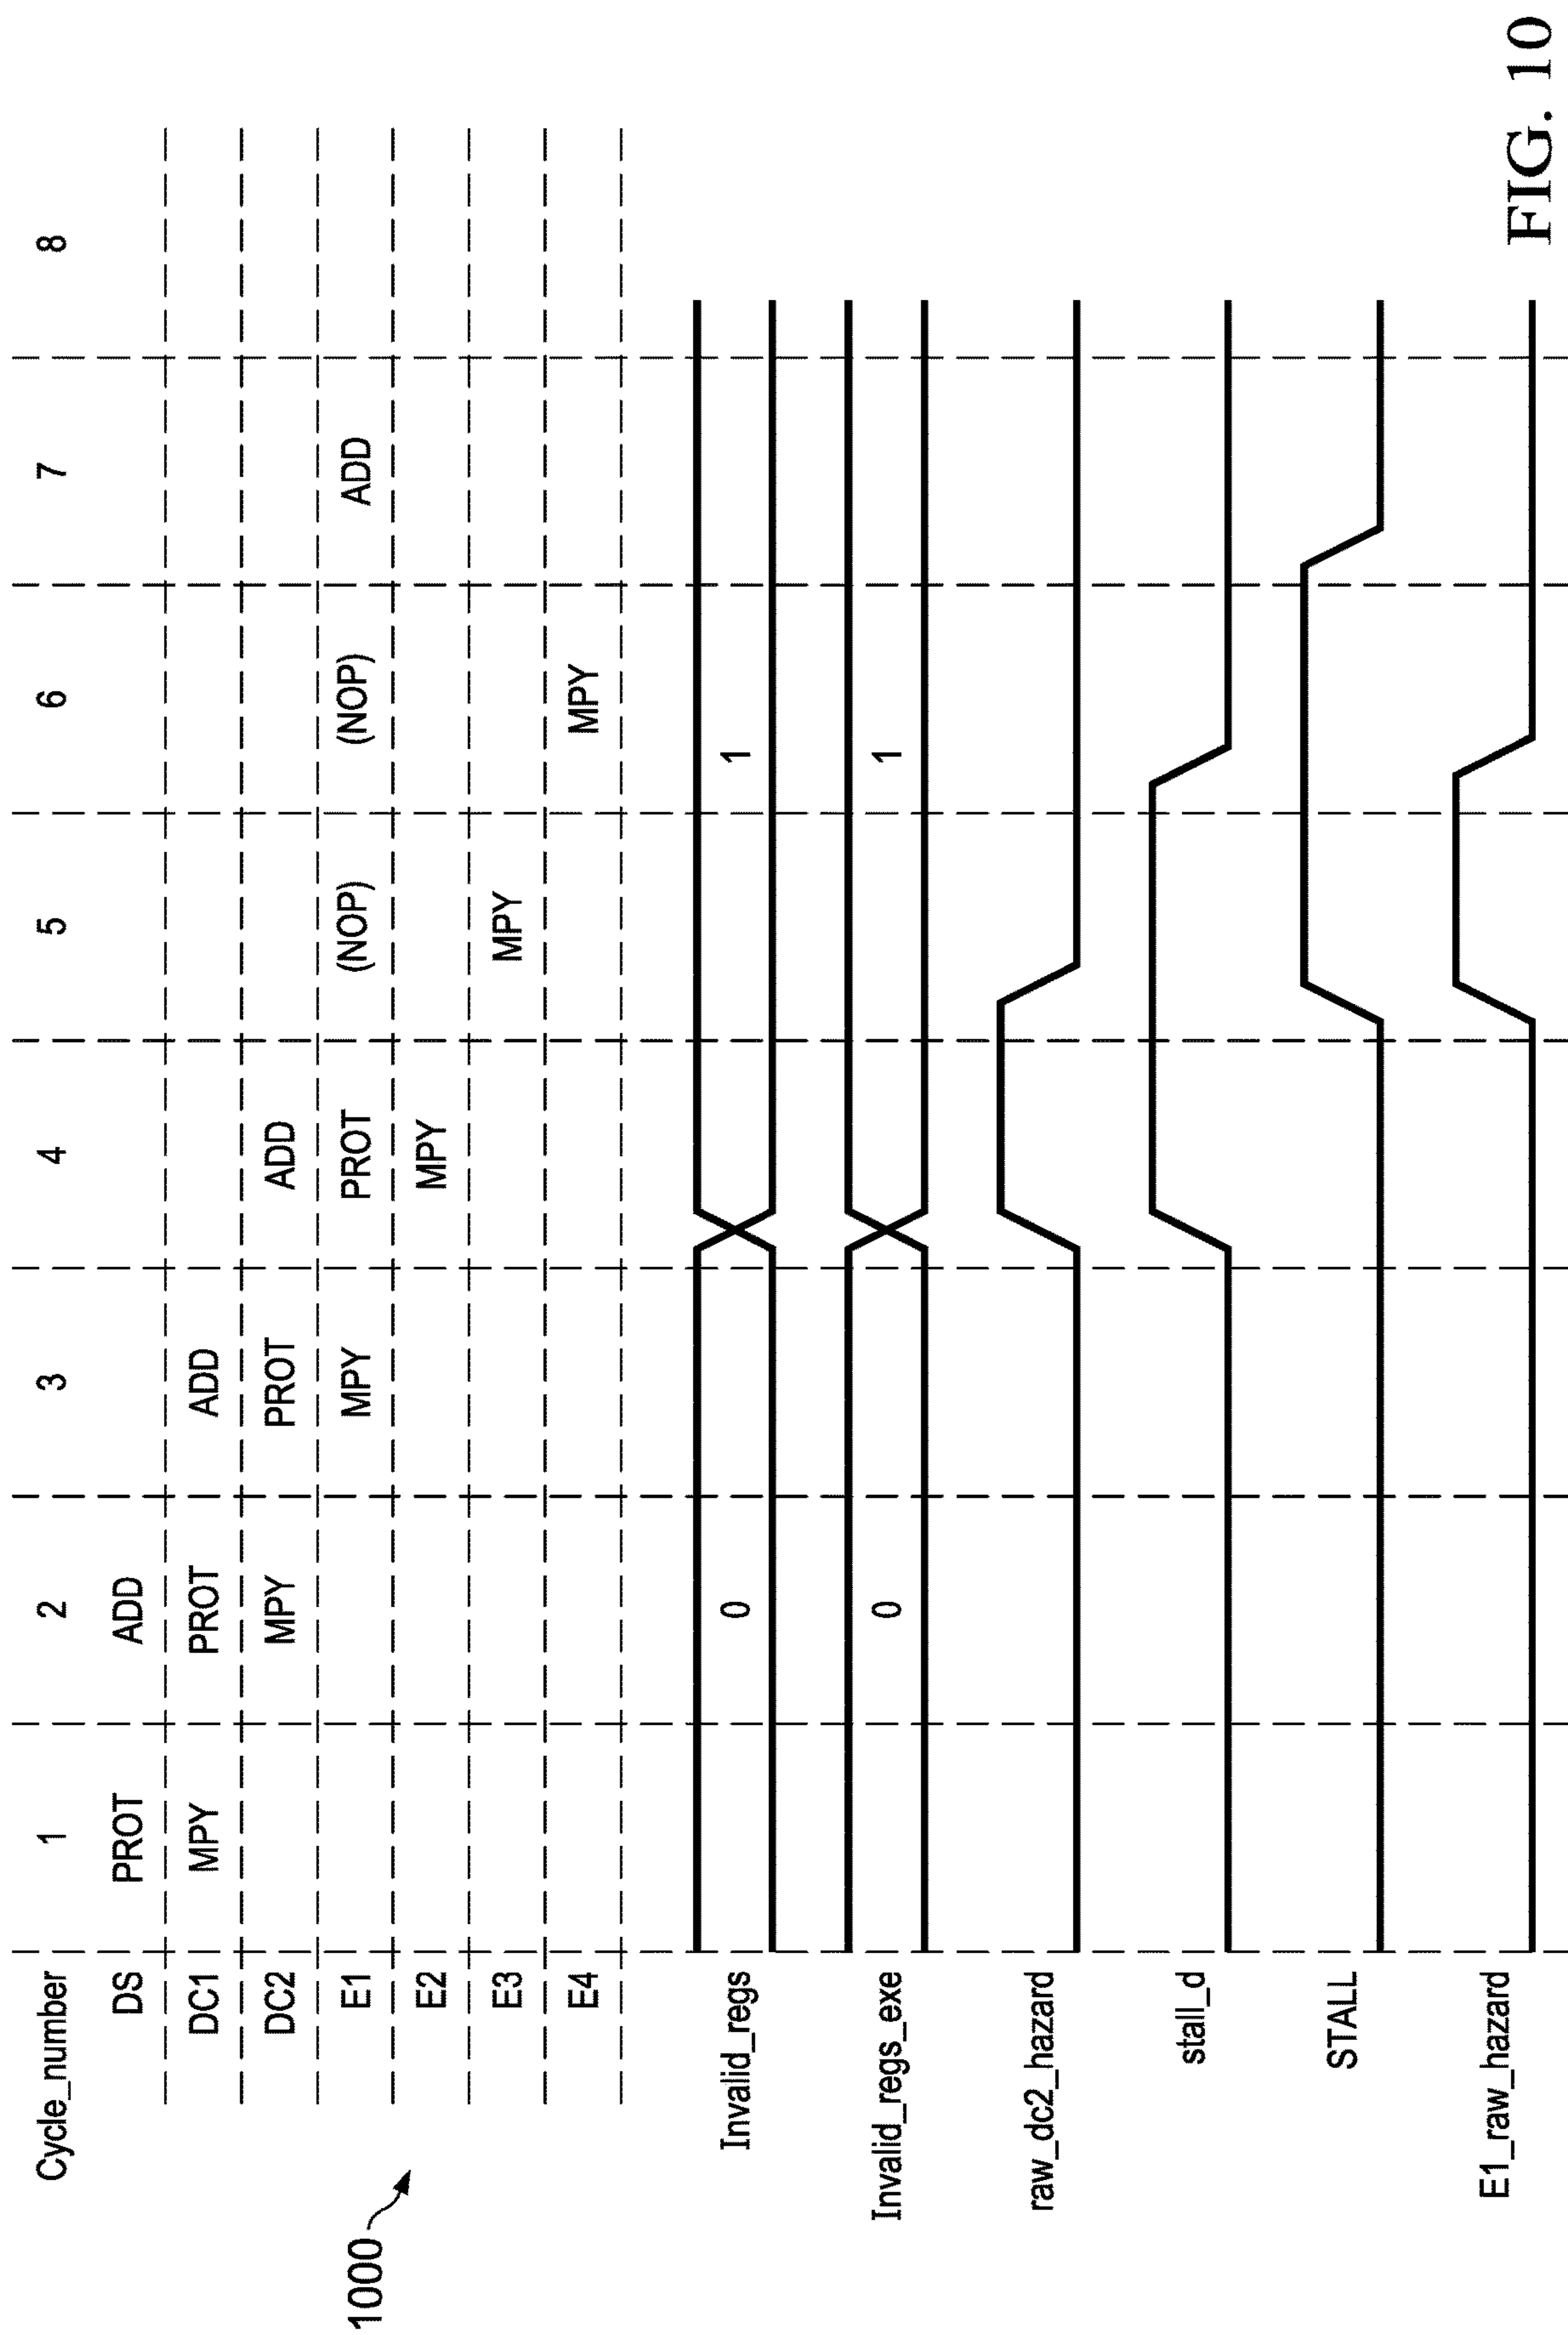 Cycle_number 1 2 3 4 5 6 7 8
DS PROT ADD
DC1 MPY PROT ADD
DC2 MPY PROT ADD
E1 MPY PROT (NOP) (NOP) ADD
E2 MPY
E3 MPY
E4 MPY
1000
Invalid_regs 0 1
Invalid_regs_exe 0 1
raw_dc2_hazard
stall_d
STALL
E1_raw_hazard
FIG. 10